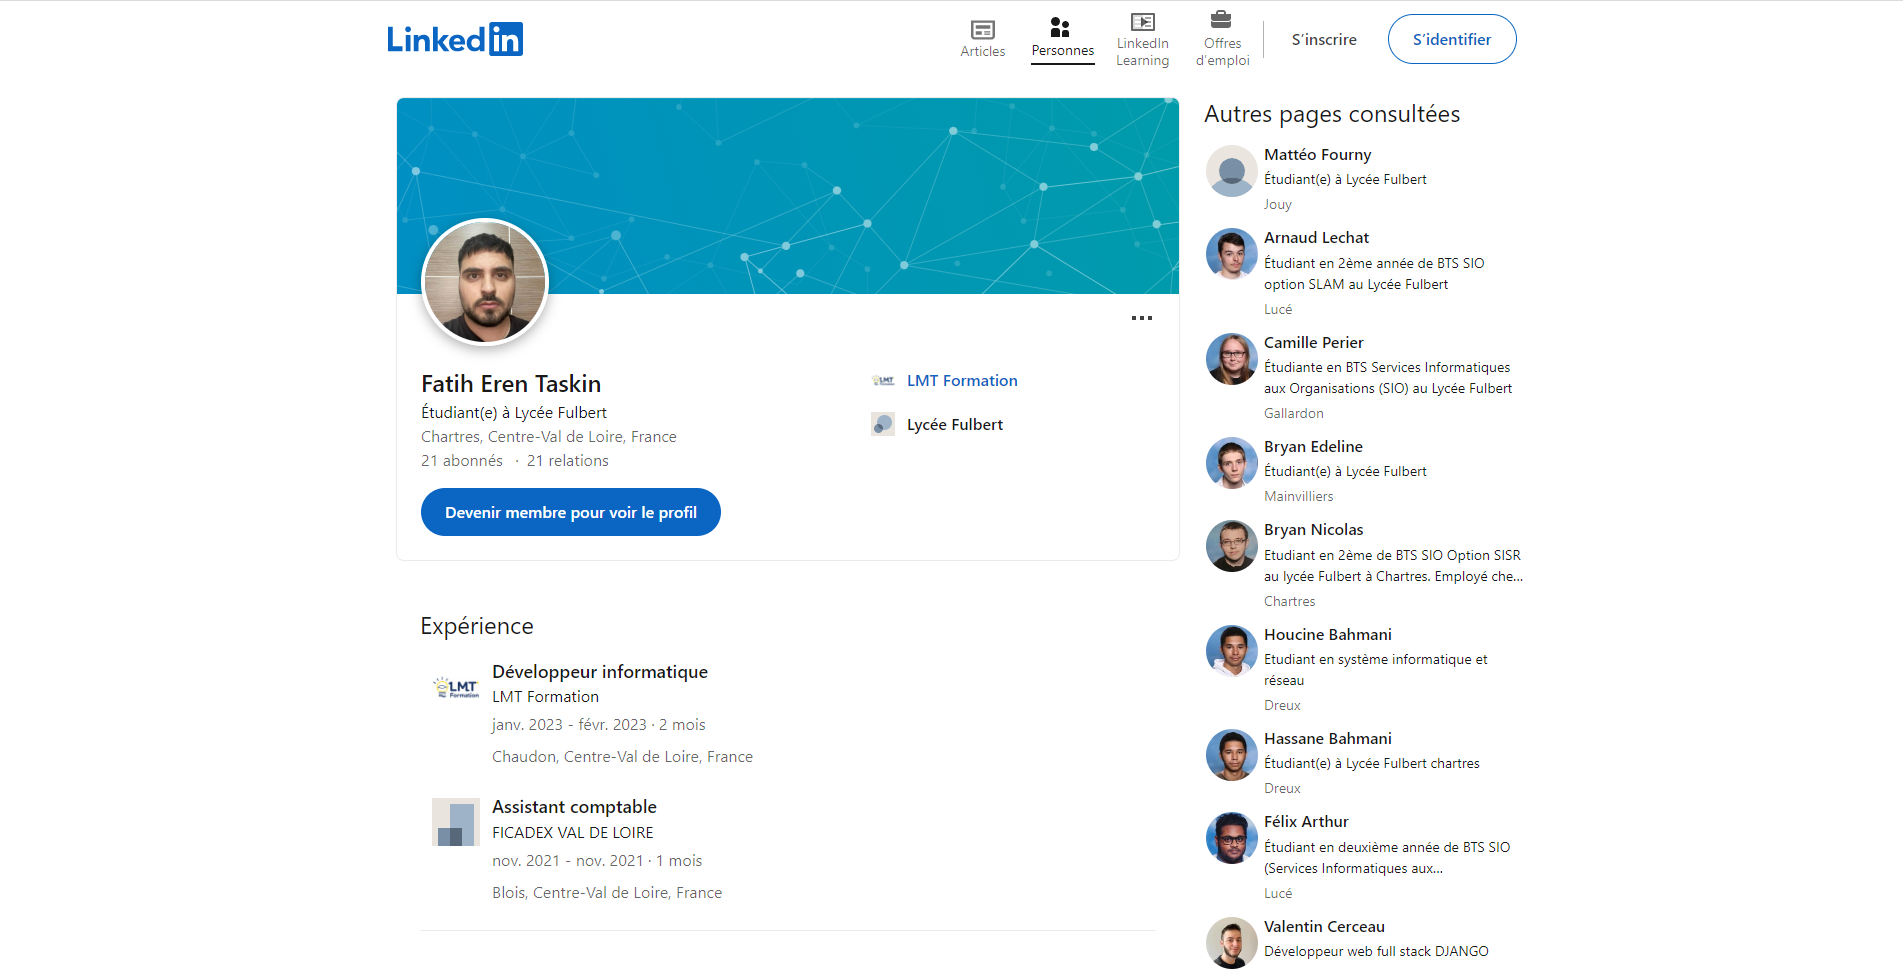 LinkedIn
Articles
Personnes
LinkedIn
Learning
Offres
d'emploi
S'inscrire
S'identifier
Fatih Eren Taskin
Étudiant(e) à Lycée Fulbert
Chartres, Centre-Val de Loire, France
21 abonnés · 21 relations
Devenir membre pour voir le profil
LMT
LMT Formation
Lycée Fulbert
Expérience
LMT
Formation
Développeur informatique
LMT Formation
janv. 2023 - févr. 2023 · 2 mois
Chaudon, Centre-Val de Loire, France
Assistant comptable
FICADEX VAL DE LOIRE
nov. 2021 - nov. 2021 · 1 mois
Blois, Centre-Val de Loire, France
Autres pages consultées
Mattéo Fourny
Étudiant(e) à Lycée Fulbert
Jouy
Arnaud Lechat
Étudiant en 2ème année de BTS SIO
option SLAM au Lycée Fulbert
Lucé
Camille Perier
Étudiante en BTS Services Informatiques
aux Organisations (SIO) au Lycée Fulbert
Gallardon
Bryan Edeline
Étudiant(e) à Lycée Fulbert
Mainvilliers
Bryan Nicolas
Etudiant en 2ème de BTS SIO Option SISR
au lycée Fulbert à Chartres. Employé che...
Chartres
Houcine Bahmani
Etudiant en système informatique et
réseau
Dreux
Hassane Bahmani
Étudiant(e) à Lycée Fulbert chartres
Dreux
Félix Arthur
Étudiant en deuxième année de BTS SIO
(Services Informatiques aux...
Lucé
Valentin Cerceau
Développeur web full stack DJANGO